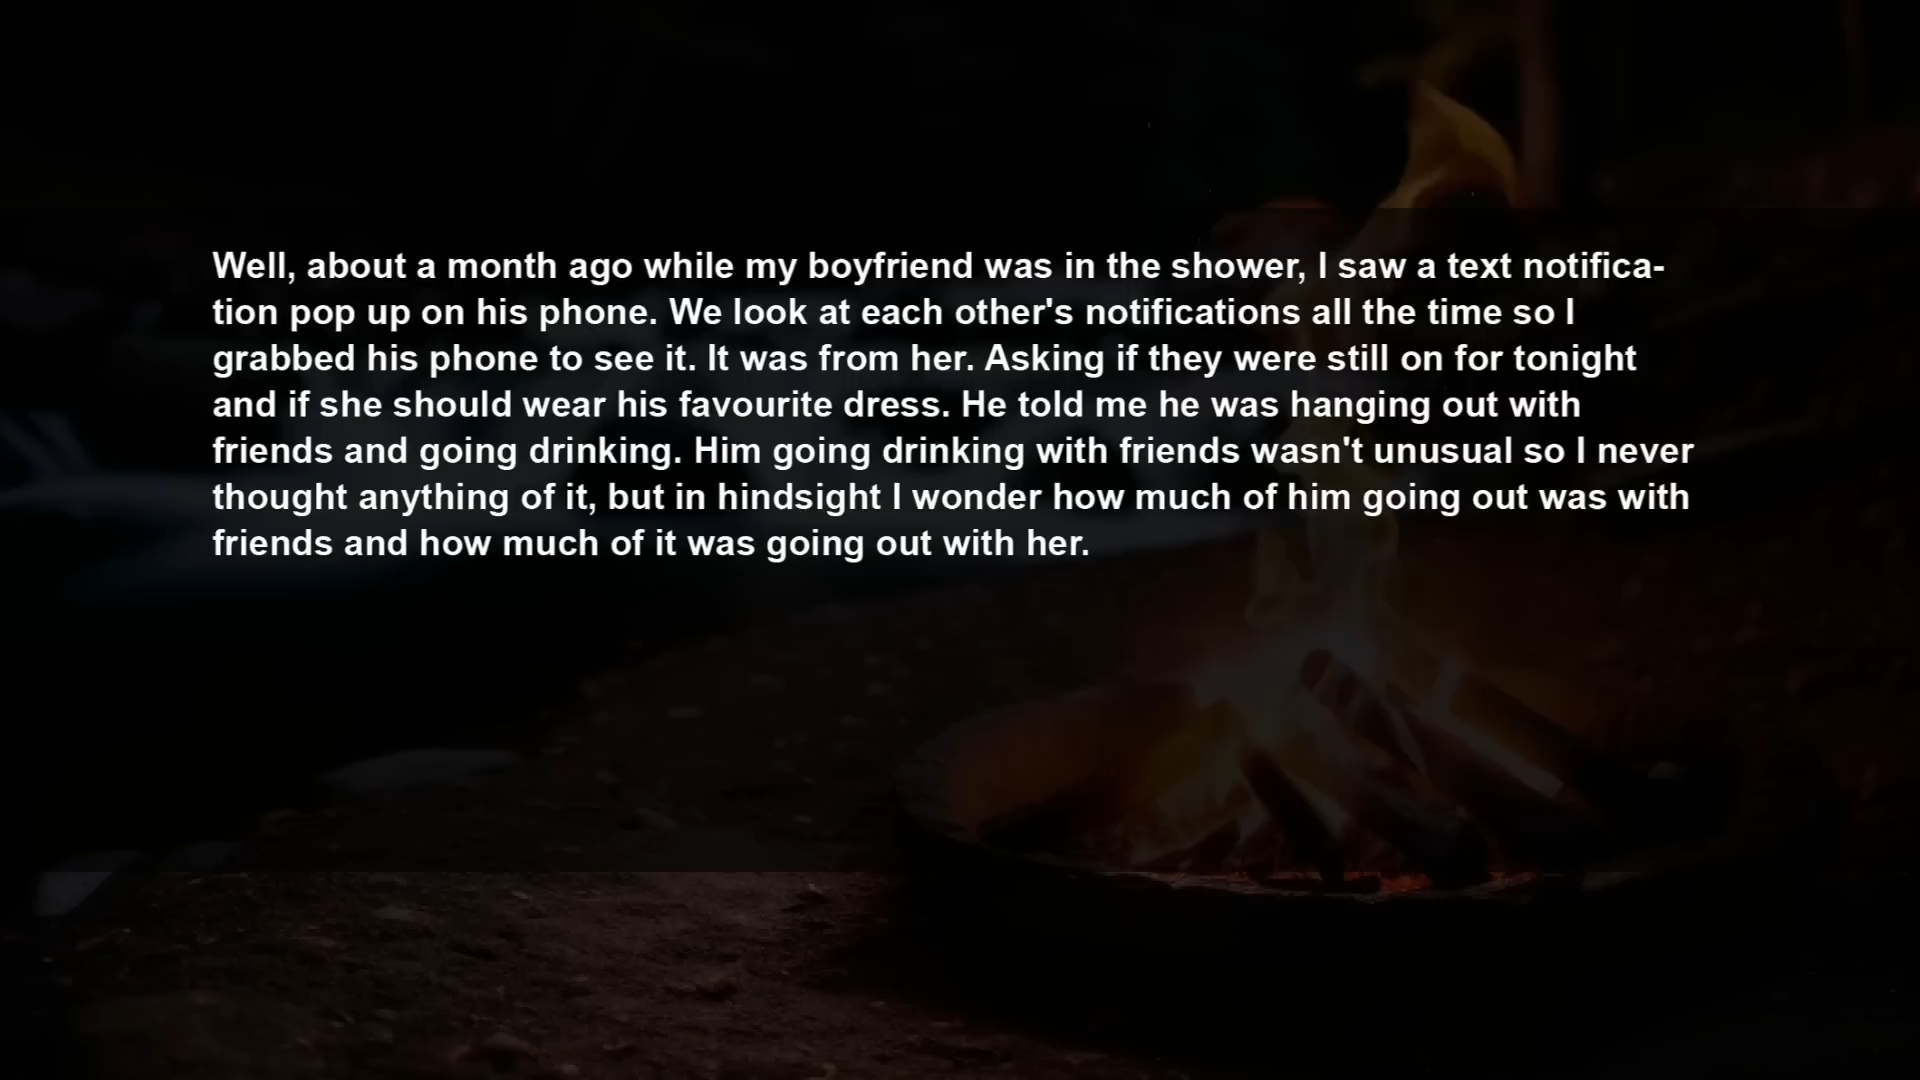 Well, about a month ago while my boyfriend was in the shower, I saw a text notifica-
tion pop up on his phone. We look at each other's notifications all the time so I
grabbed his phone to see it. It was from her. Asking if they were still on for tonight
and if she should wear his favourite dress. He told me he was hanging out with
friends and going drinking. Him going drinking with friends wasn't unusual so I never
thought anything of it, but in hindsight I wonder how much of him going out was with
friends and how much of it was going out with her.